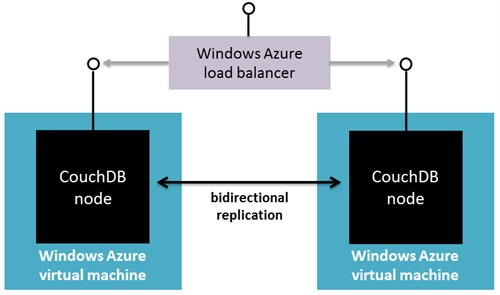 Windows Azure
load balancer
CouchDB
node
bidirectional
replication
CouchDB
node
Windows Azure
virtual machine
Windows Azure
virtual machine